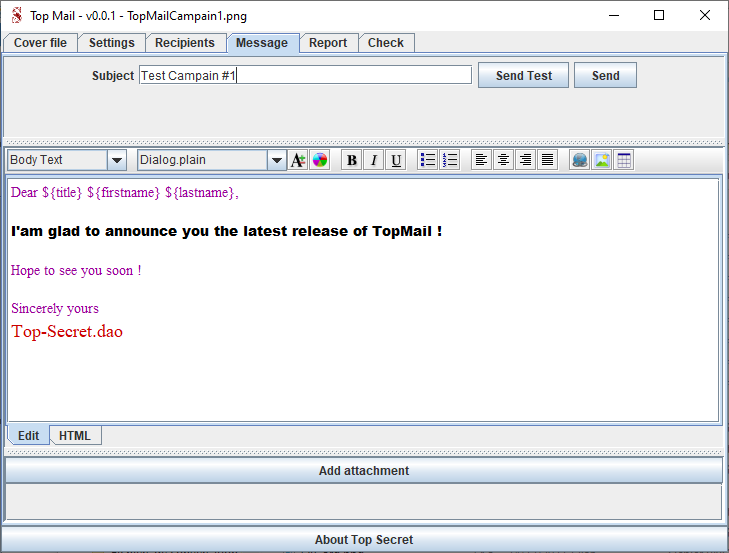 Top Mail - v0.0.1 - TopMailCampain1.png
Cover file Settings Recipients Message Report Check
Subject Test Campain #1 Send Test Send
Body Text Dialog.plain A B I U
Dear ${title} ${firstname} ${lastname},
I'am glad to announce you the latest release of TopMail !
Hope to see you soon !
Sincerely yours
Top-Secret.dao
Edit HTML
Add attachment
About Top Secret